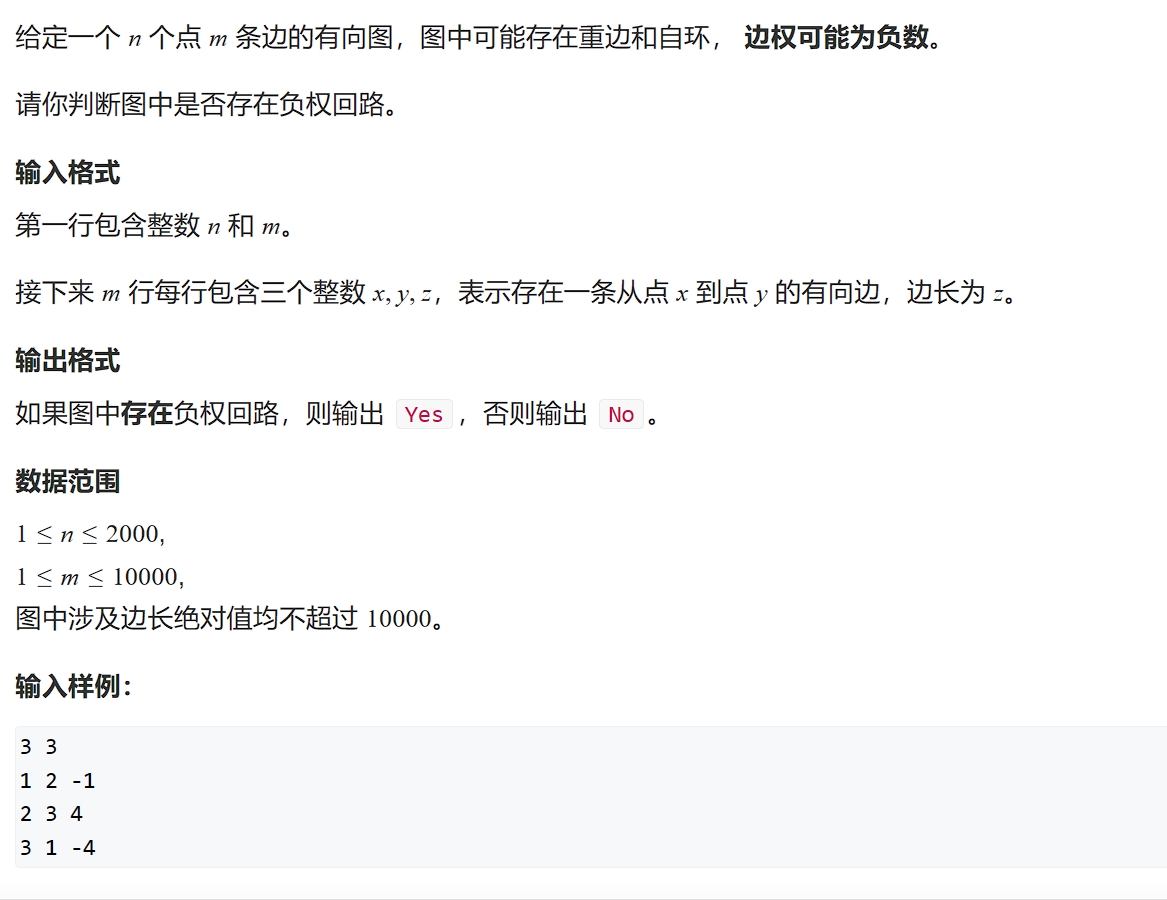 给定一个 n 个点 m 条边的有向图，图中可能存在重边和自环， 边权可能为负数。
请你判断图中是否存在负权回路。
输入格式
第一行包含整数 n 和 m。
接下来 m 行每行包含三个整数 x, y, z，表示存在一条从点 x 到点 y 的有向边，边长为 z。
输出格式
如果图中存在负权回路，则输出 Yes ，否则输出 No 。
数据范围
1 ≤ n ≤ 2000,
1 ≤ m ≤ 10000,
图中涉及边长绝对值均不超过 10000。
输入样例：
3 3
1 2 -1
2 3 4
3 1 -4